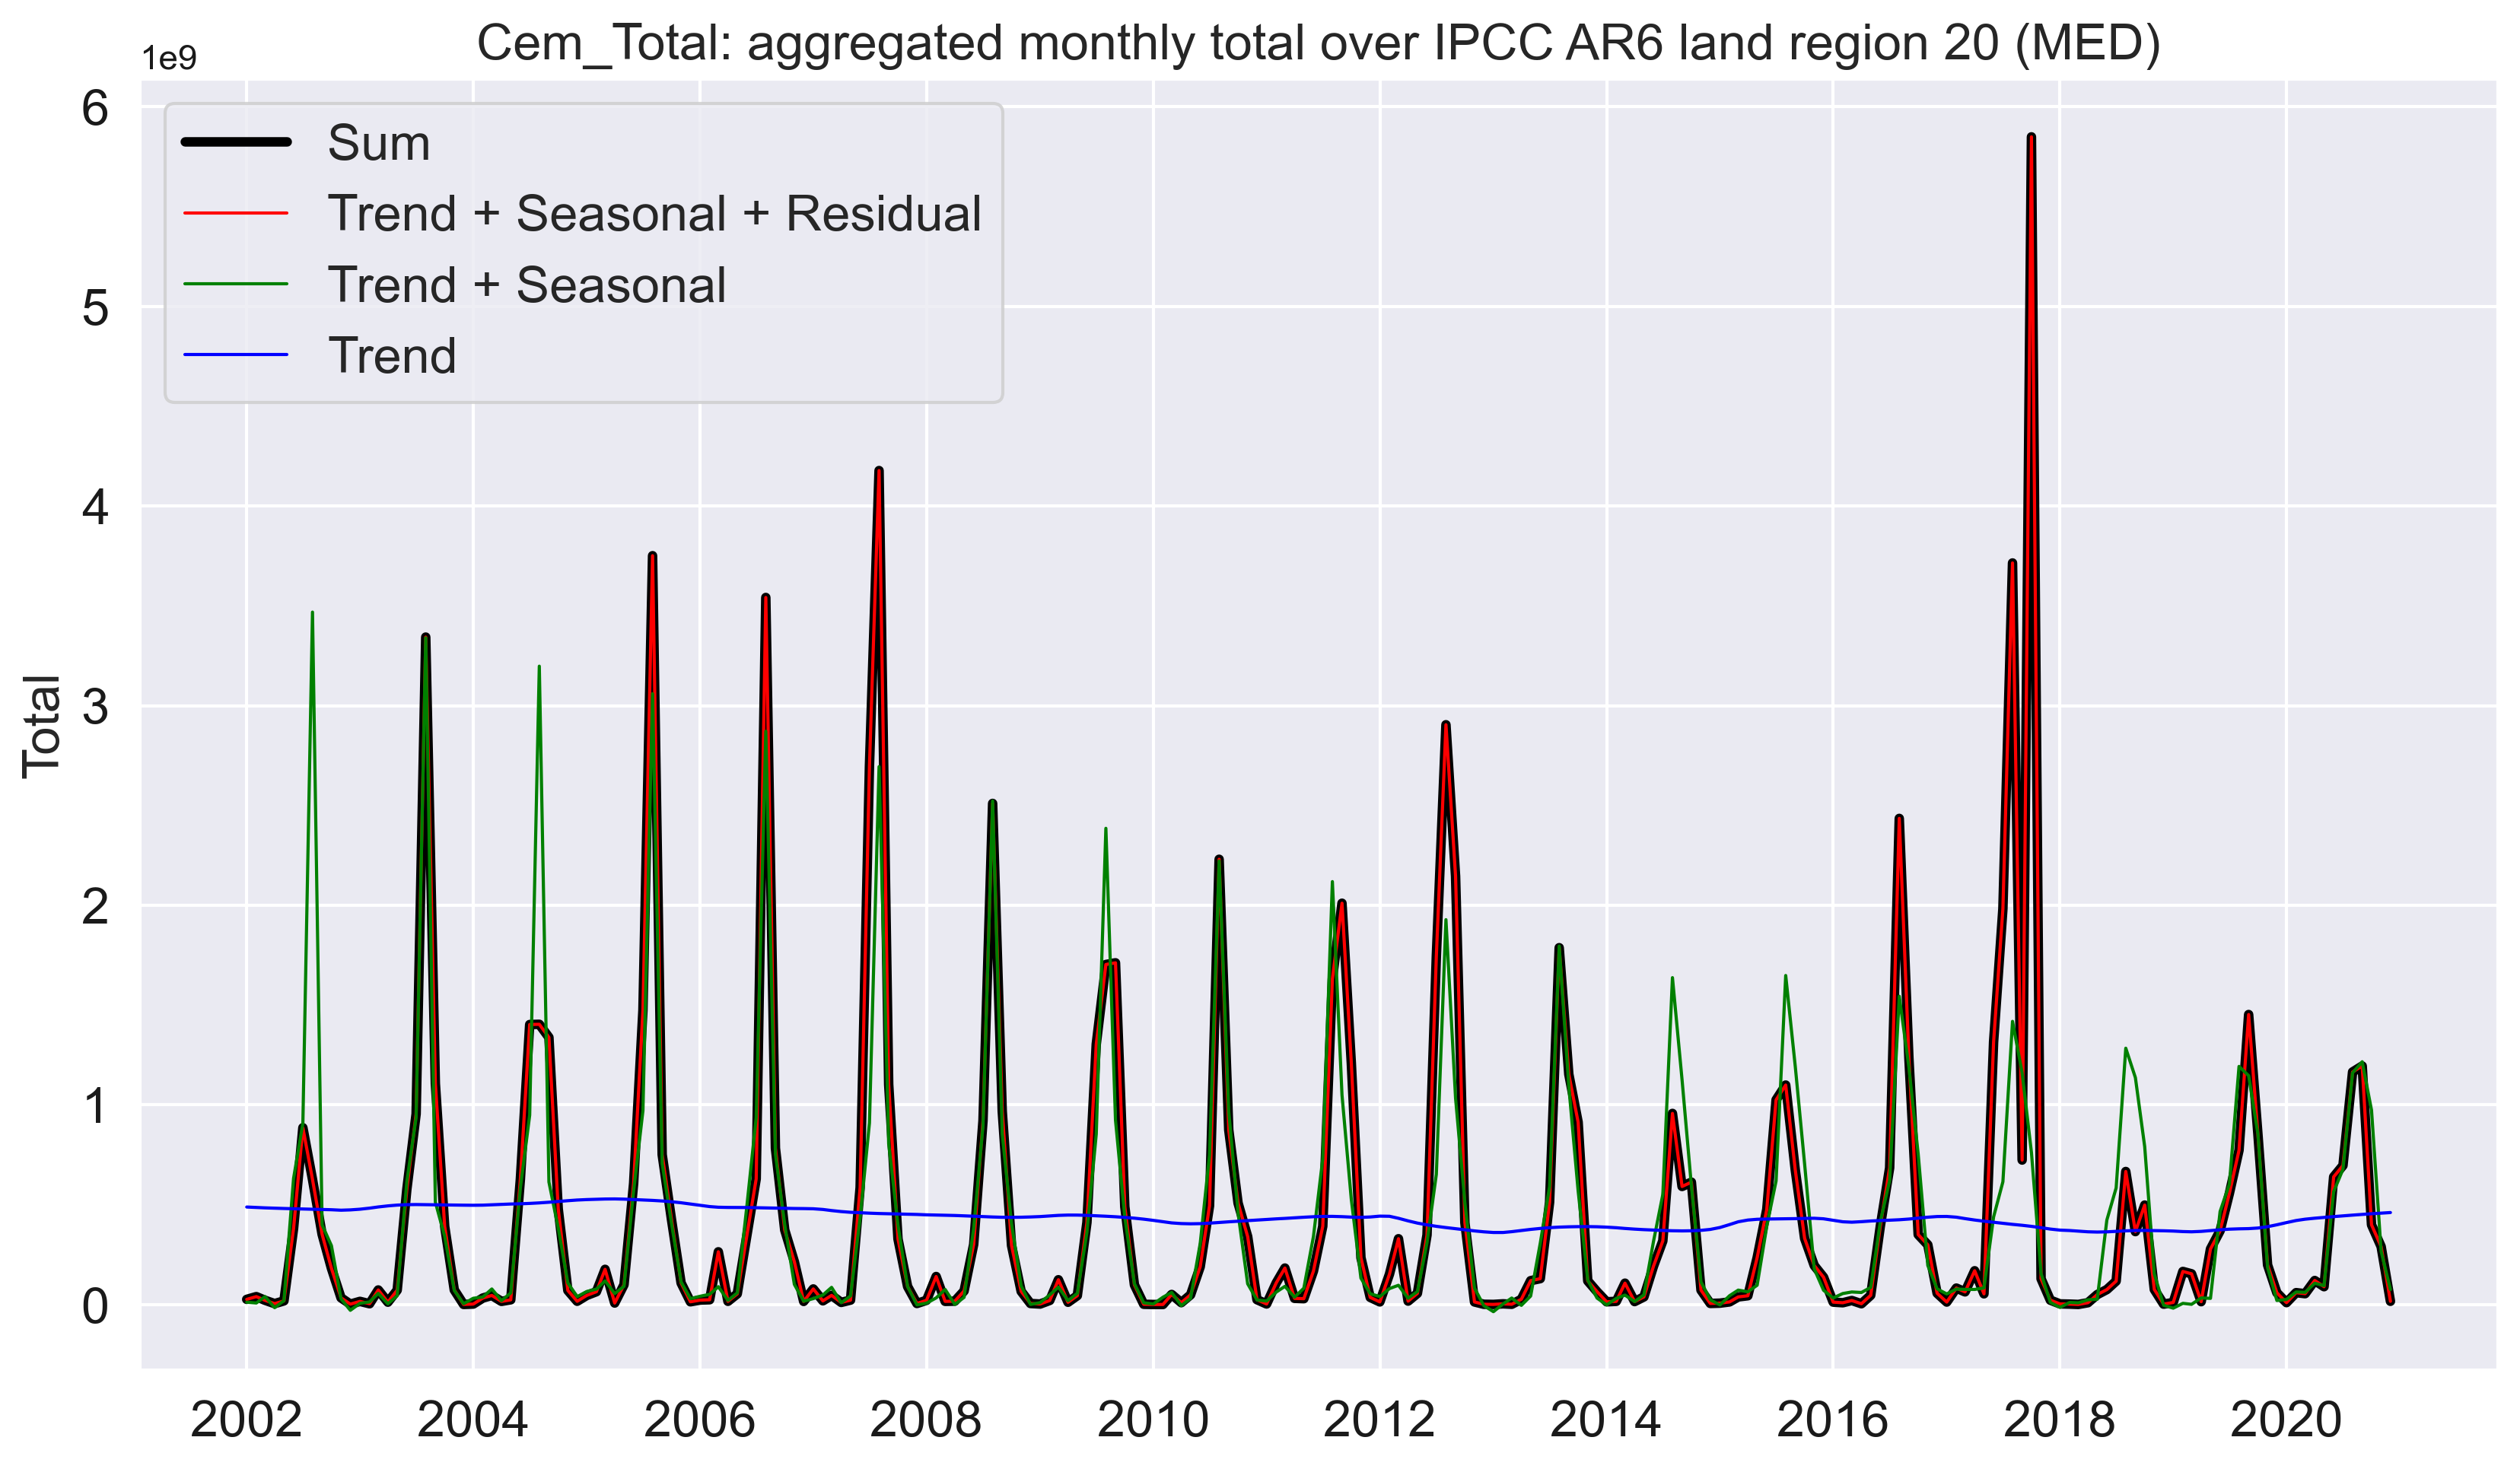 Cem_Total: aggregated monthly total over IPCC AR6 land region 20 (MED)
1e9
6
5
4
3
2
1
0
Total
Sum
Trend + Seasonal + Residual
Trend + Seasonal
Trend
2002 2004 2006 2008 2010 2012 2014 2016 2018 2020